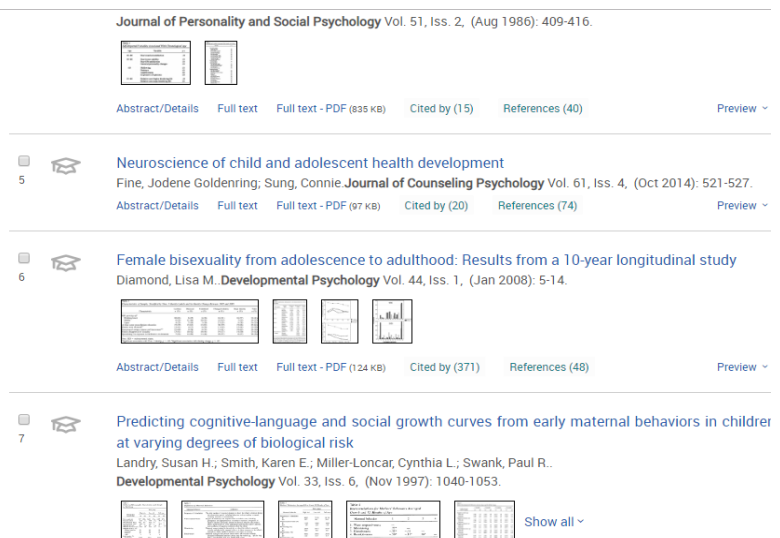 Journal of Personality and Social Psychology Vol. 51, Iss. 2, (Aug 1986): 409-416.
Abstract/Details Full text Full text - PDF (835 KB) Cited by (15) References (40) Preview
5
Neuroscience of child and adolescent health development
Fine, Jodene Goldenring; Sung, Connie.Journal of Counseling Psychology Vol. 61, Iss. 4, (Oct 2014): 521-527.
Abstract/Details Full text Full text - PDF (97 KB) Cited by (20) References (74) Preview
6
Female bisexuality from adolescence to adulthood: Results from a 10-year longitudinal study
Diamond, Lisa M..Developmental Psychology Vol. 44, Iss. 1, (Jan 2008): 5-14.
Abstract/Details Full text Full text - PDF (124 KB) Cited by (371) References (48) Preview
7
Predicting cognitive-language and social growth curves from early maternal behaviors in children
at varying degrees of biological risk
Landry, Susan H.; Smith, Karen E.; Miller-Loncar, Cynthia L.; Swank, Paul R..
Developmental Psychology Vol. 33, Iss. 6, (Nov 1997): 1040-1053.
Show all